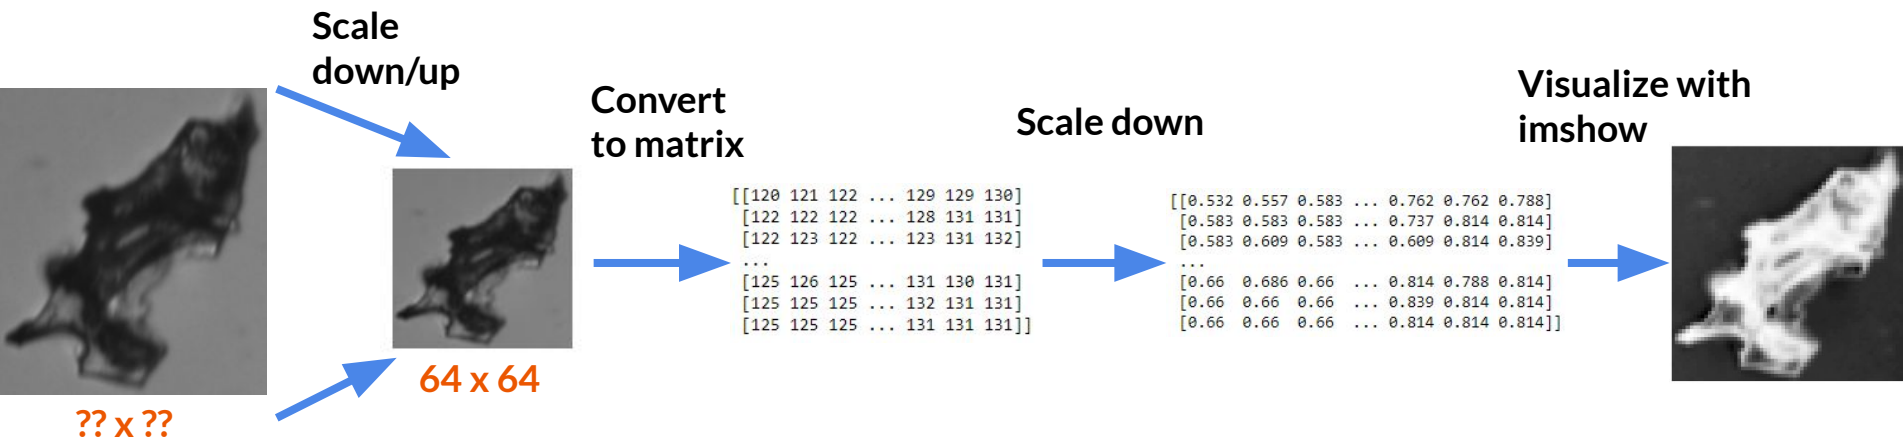 Scale
down/up
?? x ??
64 x 64
Convert
to matrix
[[120 121 122 ... 129 129 130]
[122 122 122 ... 128 131 131]
[122 123 122 ... 123 131 132]
...
[125 126 125 ... 131 130 131]
[125 125 125 ... 132 131 131]
[125 125 125 ... 131 131 131]]
Scale down
[[0.532 0.557 0.583 ... 0.762 0.762 0.788]
[0.583 0.583 0.583 ... 0.737 0.814 0.814]
[0.583 0.609 0.583 ... 0.609 0.814 0.839]
...
[0.66 0.686 0.66 ... 0.814 0.788 0.814]
[0.66 0.66 0.66 ... 0.839 0.814 0.814]
[0.66 0.66 0.66 ... 0.814 0.814 0.814]]
Visualize with
imshow